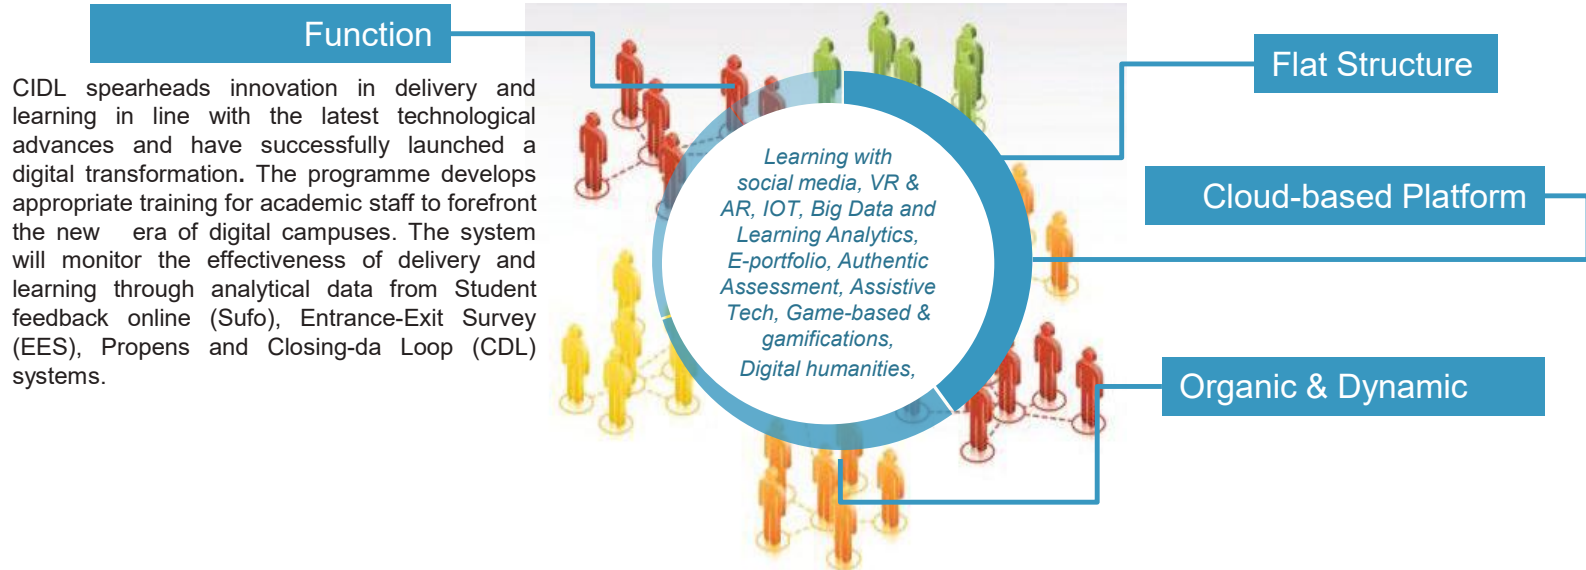 Function
CIDL spearheads innovation in delivery and
learning in line with the latest technological
advances and have successfully launched a
digital transformation. The programme develops
appropriate training for academic staff to forefront
the new era of digital campuses. The system
will monitor the effectiveness of delivery and
learning through analytical data from Student
feedback online (Sufo), Entrance-Exit Survey
(EES), Propens and Closing-da Loop (CDL)
systems.
Learning with
social media, VR &
AR, IOT, Big Data and
Learning Analytics,
E-portfolio, Authentic
Assessment, Assistive
Tech, Game-based &
gamifications,
Digital humanities,
Flat Structure
Cloud-based Platform
Organic & Dynamic